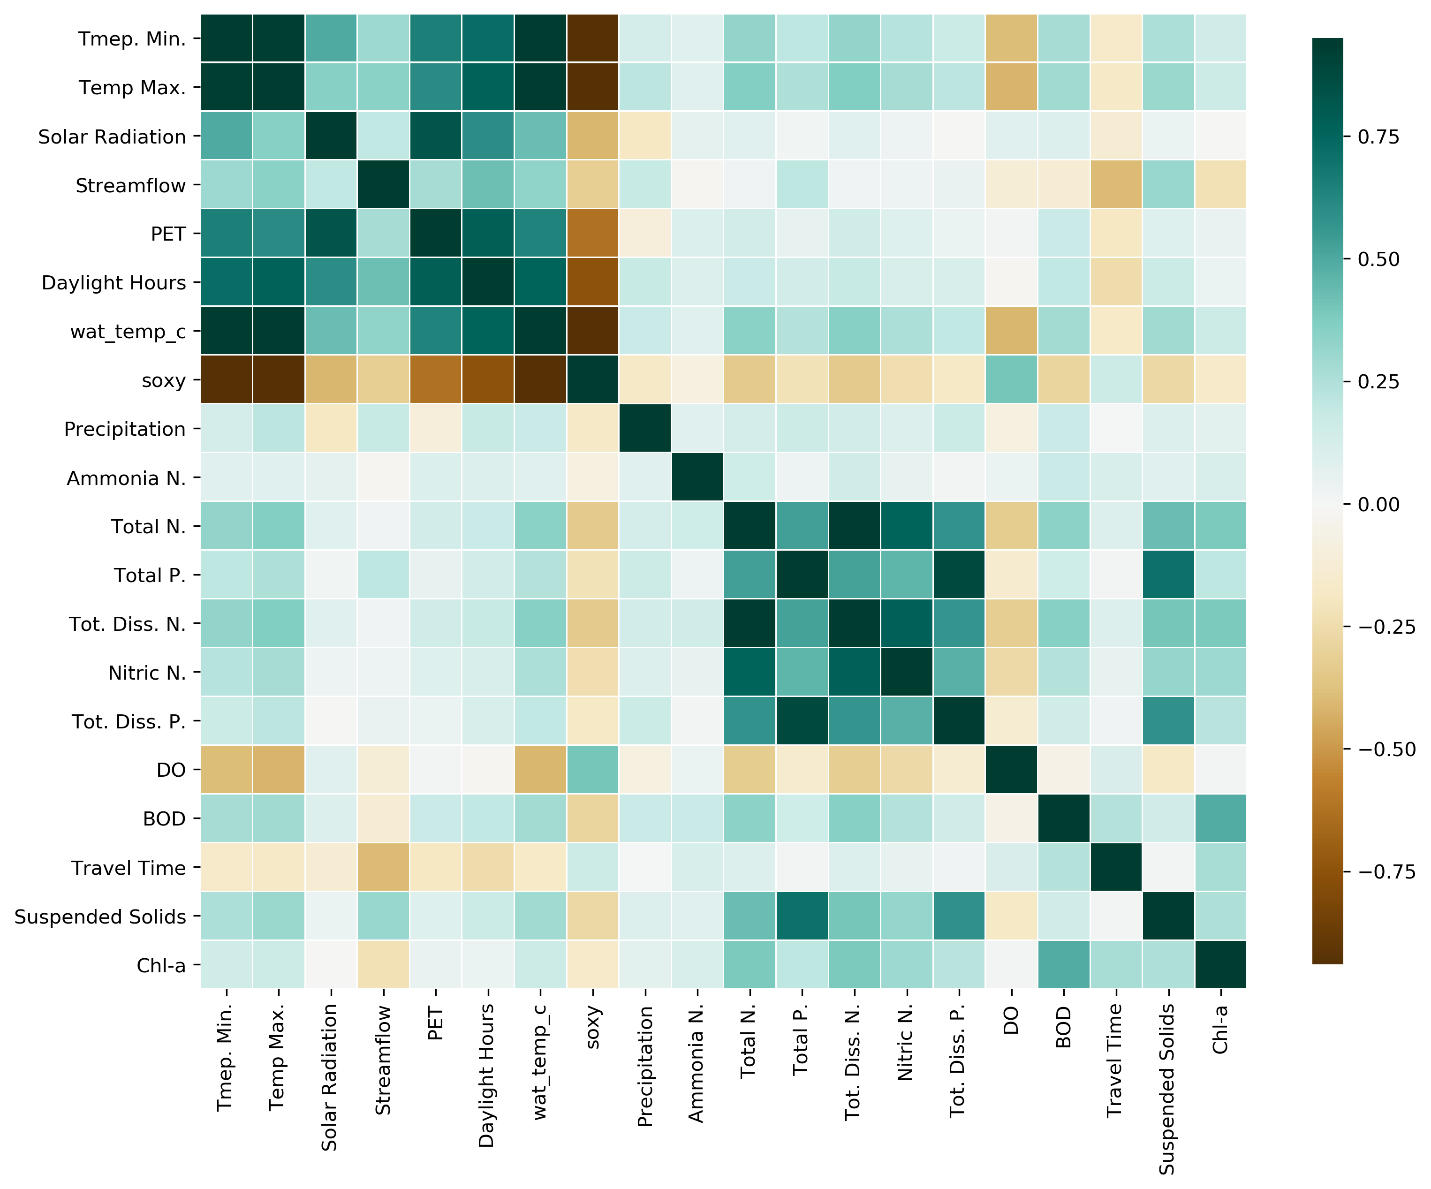 Tmep. Min.
Temp Max.
Solar Radiation
Streamflow
PET
Daylight Hours
wat_temp_c
soxy
Precipitation
Ammonia N.
Total N.
Total P.
Tot. Diss. N.
Nitric N.
Tot. Diss. P.
DO
BOD
Travel Time
Suspended Solids
Chl-a
Tmep. Min.
Temp Max.
Solar Radiation
Streamflow
PET
Daylight Hours
wat_temp_c
soxy
Precipitation
Ammonia N.
Total N.
Total P.
Tot. Diss. N.
Nitric N.
Tot. Diss. P.
DO
BOD
Travel Time
Suspended Solids
Chl-a
0.75
0.50
0.25
0.00
−0.25
−0.50
−0.75